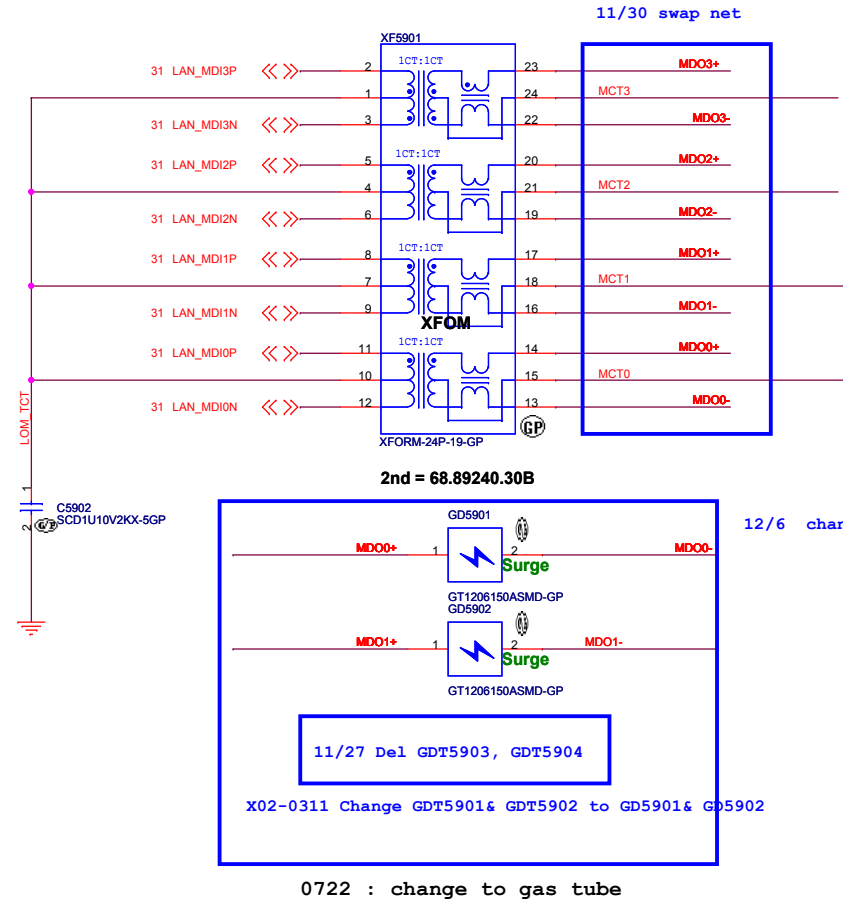 11/30 swap net
XF5901
31 LAN_MDI3P 2 1CT:1CT 23 MDO3+
1 24 MCT3
31 LAN_MDI3N 3 22 MDO3-
31 LAN_MDI2P 5 1CT:1CT 20 MDO2+
4 21 MCT2
31 LAN_MDI2N 6 19 MDO2-
31 LAN_MDI1P 8 1CT:1CT 17 MDO1+
7 18 MCT1
31 LAN_MDI1N 9 16 MDO1-
XFOM
31 LAN_MDI0P 11 1CT:1CT 14 MDO0+
10 15 MCT0
31 LAN_MDI0N 12 13 MDO0-
LOM_TCT
GP
XFORM-24P-19-GP
2nd = 68.89240.30B
1
C5902
SCD1U10V2KX-5GP
2
GD5901
12/6 char
MDO0+ 1 2 MDO0-
Surge
GT1206150ASMD-GP
GD5902
MDO1+ 1 2 MDO1-
Surge
GT1206150ASMD-GP
11/27 Del GDT5903, GDT5904
X02-0311 Change GDT5901& GDT5902 to GD5901& GD5902
0722 : change to gas tube